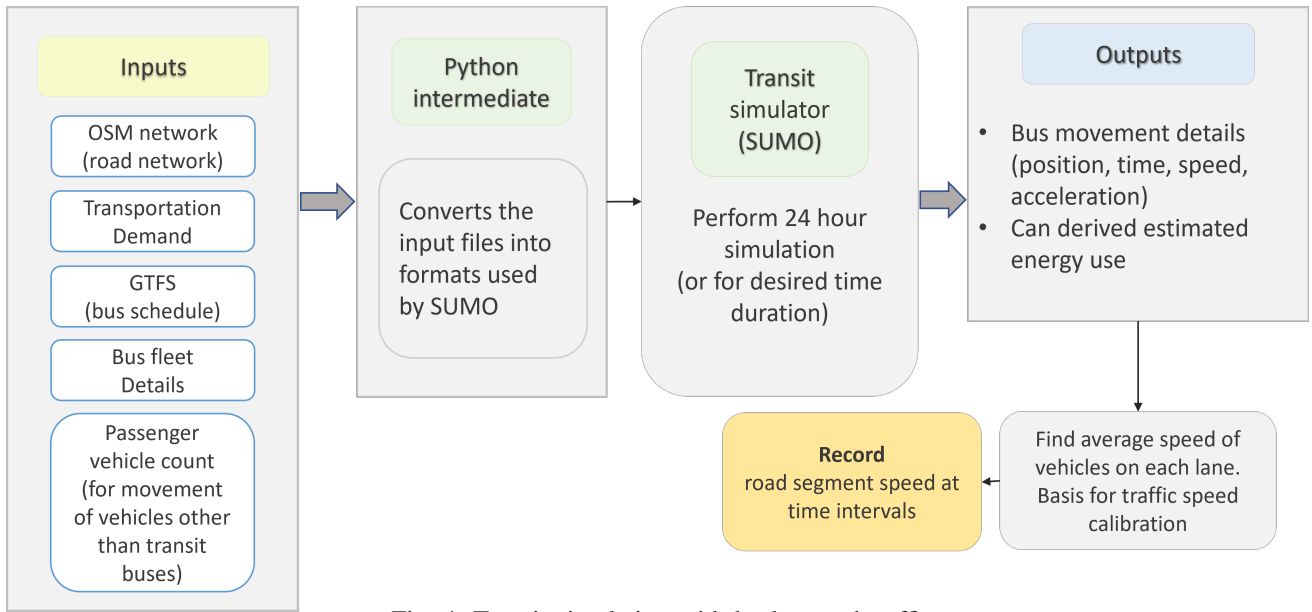 Inputs
OSM network
(road network)
Transportation
Demand
GTFS
(bus schedule)
Bus fleet
Details
Passenger
vehicle count
(for movement
of vehicles other
than transit
buses)
Python
intermediate
Converts the
input files into
formats used
by SUMO
Transit
simulator
(SUMO)
Perform 24 hour
simulation
(or for desired time
duration)
Outputs
• Bus movement details
(position, time, speed,
acceleration)
• Can derived estimated
energy use
Find average speed of
vehicles on each lane.
Basis for traffic speed
calibration
Record
road segment speed at
time intervals